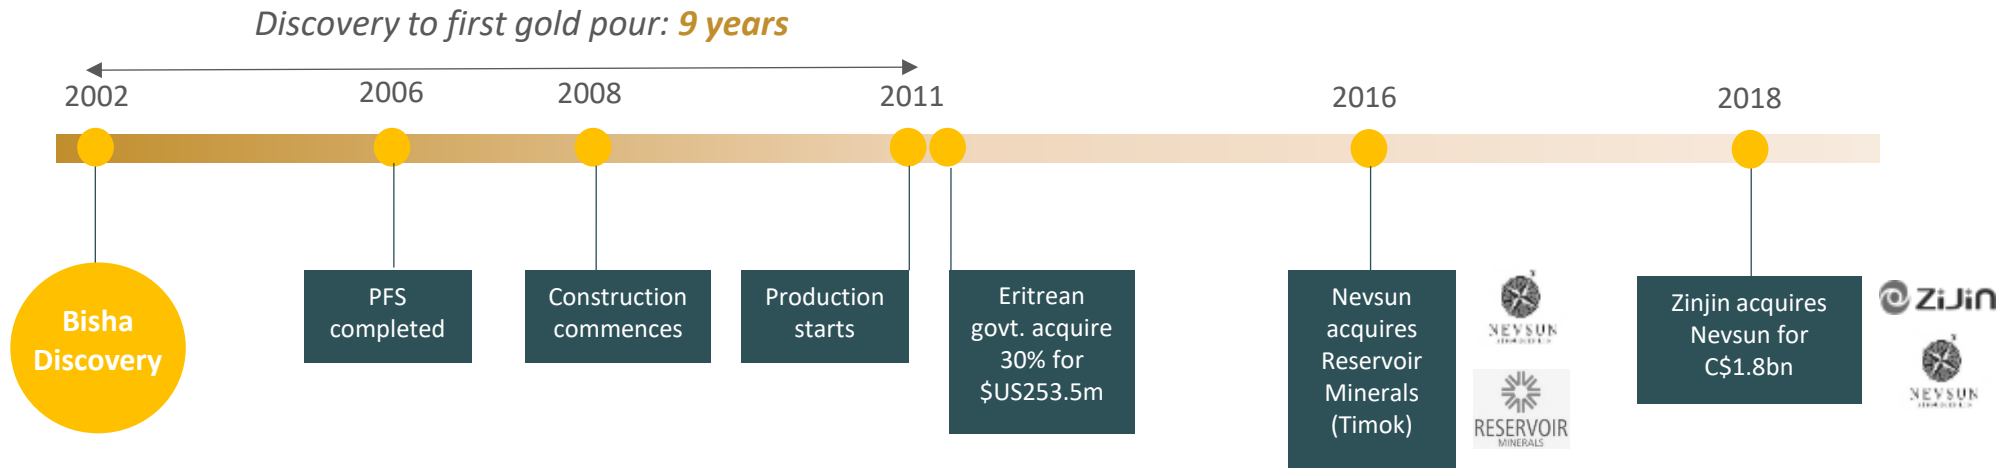 Discovery to first gold pour: 9 years
2002
2006
2008
2011
2016
2018
Bisha
Discovery
PFS
completed
Construction
commences
Production
starts
Eritrean
govt. acquire
30% for
$US253.5m
Nevsun
acquires
Reservoir
Minerals
(Timok)
NEVSUN
RESERVOIR
MINERALS
Zinjin acquires
Nevsun for
C$1.8bn
ZiJin
NEVSUN